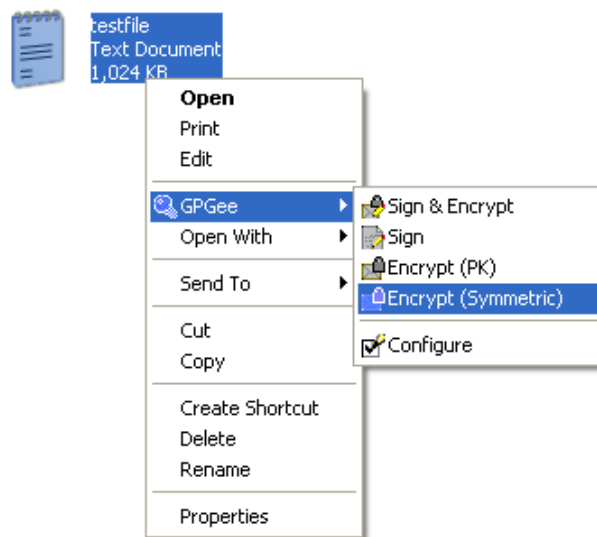 testfile
Text Document
1,024 KB
Open
Print
Edit
GPGee
Open With
Send To
Cut
Copy
Create Shortcut
Delete
Rename
Properties
Sign & Encrypt
Sign
Encrypt (PK)
Encrypt (Symmetric)
Configure